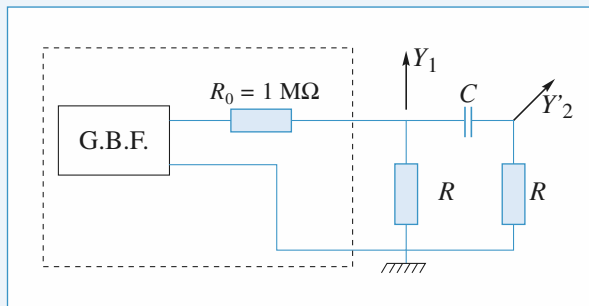 Y1
R0 = 1 MΩ
C
Y'2
G.B.F.
R
R